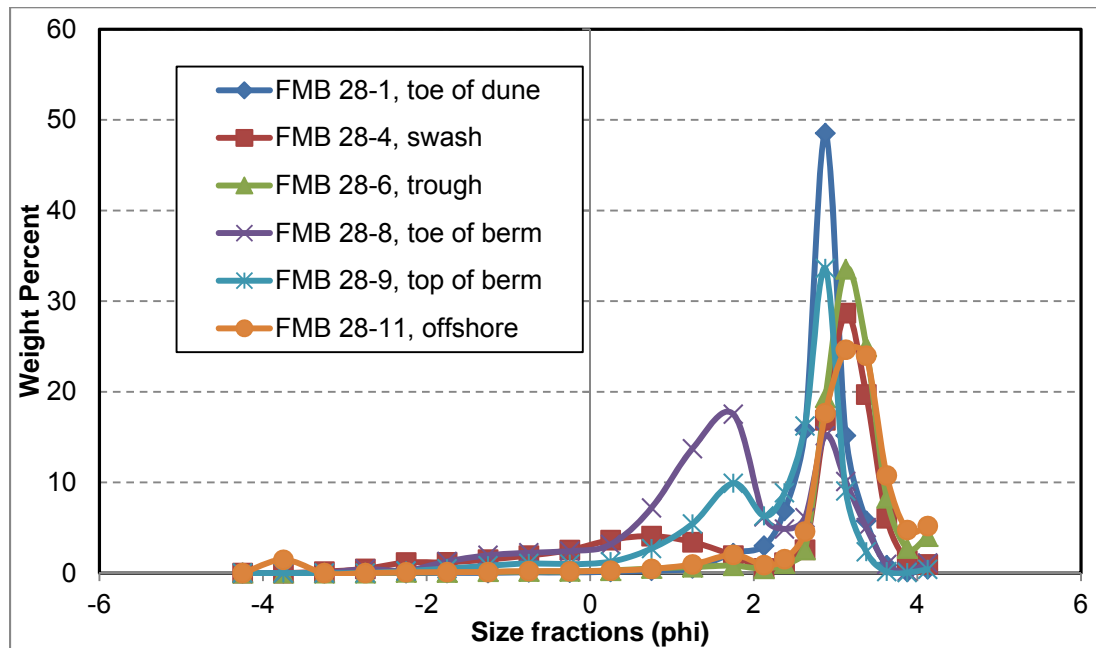 60
50
40
30
20
10
0
Weight Percent
FMB 28-1, toe of dune
FMB 28-4, swash
FMB 28-6, trough
FMB 28-8, toe of berm
FMB 28-9, top of berm
FMB 28-11, offshore
-6 -4 -2 0 2 4 6
Size fractions (phi)